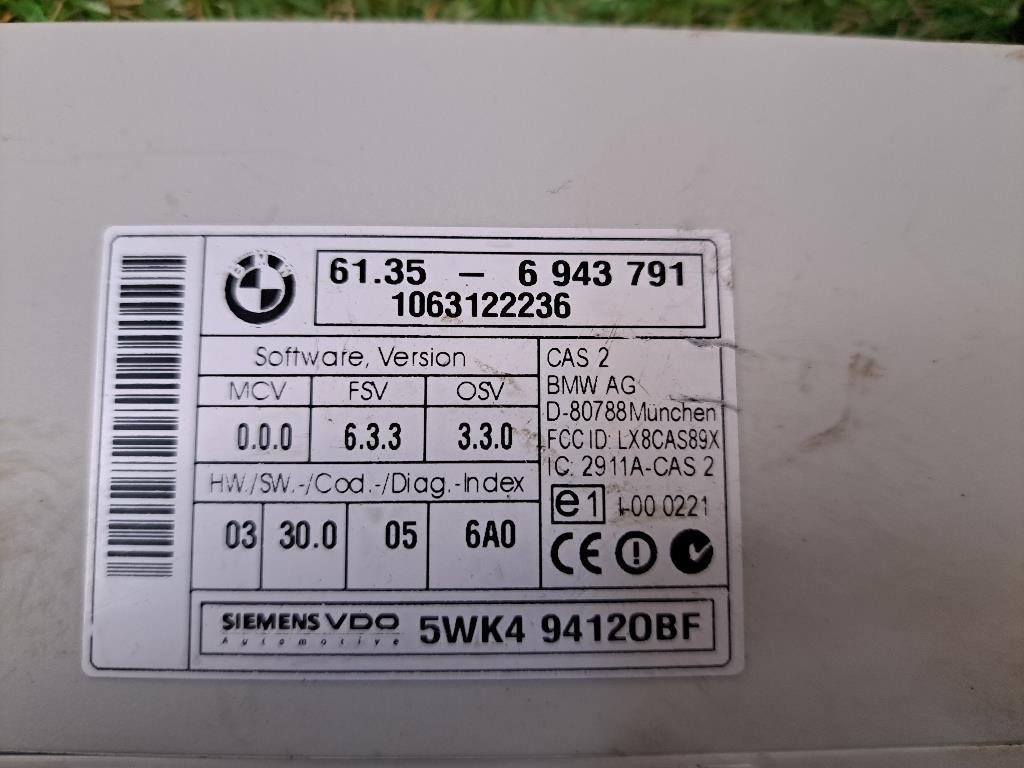 BMW
61.35 - 6 943 791
1063122236
Software, Version
MCV FSV OSV
0.0.0 6.3.3 3.3.0
HW./SW.-/Cod.-/Diag.-Index
03 30.0 05 6A0
CAS 2
BMW AG
D-80788 München
FCC ID: LX8CAS89X
IC: 2911A-CAS 2
e1 1-00 0221
CE
SIEMENS VDO
Automotive
5WK4 94120BF